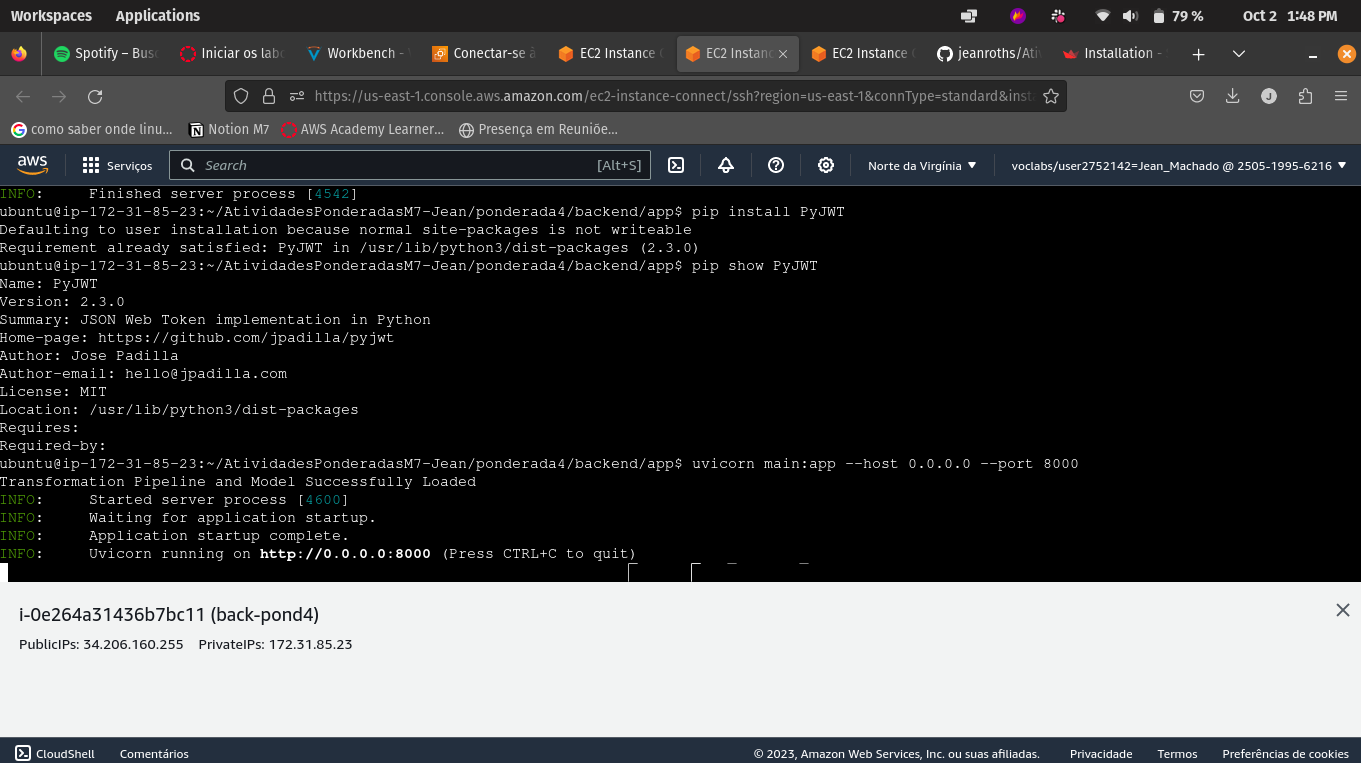 Workspaces Applications 79 % Oct 2 1:48 PM
Spotify – Bus Iniciar os lab Workbench - Conectar-se à EC2 Instance EC2 Instanc EC2 Instance jeanroths/Ati Installation -
https://us-east-1.console.aws.amazon.com/ec2-instance-connect/ssh?region=us-east-1&connType=standard&inst
como saber onde linu... Notion M7 AWS Academy Learner... Presença em Reuniõe...
aws Serviços Search [Alt+S] Norte da Virgínia voclabs/user2752142=Jean_Machado @ 2505-1995-6216
INFO: Finished server process [4542]
ubuntu@ip-172-31-85-23:~/AtividadesPonderadasM7-Jean/ponderada4/backend/app$ pip install PyJWT
Defaulting to user installation because normal site-packages is not writeable
Requirement already satisfied: PyJWT in /usr/lib/python3/dist-packages (2.3.0)
ubuntu@ip-172-31-85-23:~/AtividadesPonderadasM7-Jean/ponderada4/backend/app$ pip show PyJWT
Name: PyJWT
Version: 2.3.0
Summary: JSON Web Token implementation in Python
Home-page: https://github.com/jpadilla/pyjwt
Author: Jose Padilla
Author-email: hello@jpadilla.com
License: MIT
Location: /usr/lib/python3/dist-packages
Requires:
Required-by:
ubuntu@ip-172-31-85-23:~/AtividadesPonderadasM7-Jean/ponderada4/backend/app$ uvicorn main:app --host 0.0.0.0 --port 8000
Transformation Pipeline and Model Successfully Loaded
INFO: Started server process [4600]
INFO: Waiting for application startup.
INFO: Application startup complete.
INFO: Uvicorn running on http://0.0.0.0:8000 (Press CTRL+C to quit)
i-0e264a31436b7bc11 (back-pond4)
PublicIPs: 34.206.160.255 PrivateIPs: 172.31.85.23
CloudShell Comentários © 2023, Amazon Web Services, Inc. ou suas afiliadas. Privacidade Termos Preferências de cookies